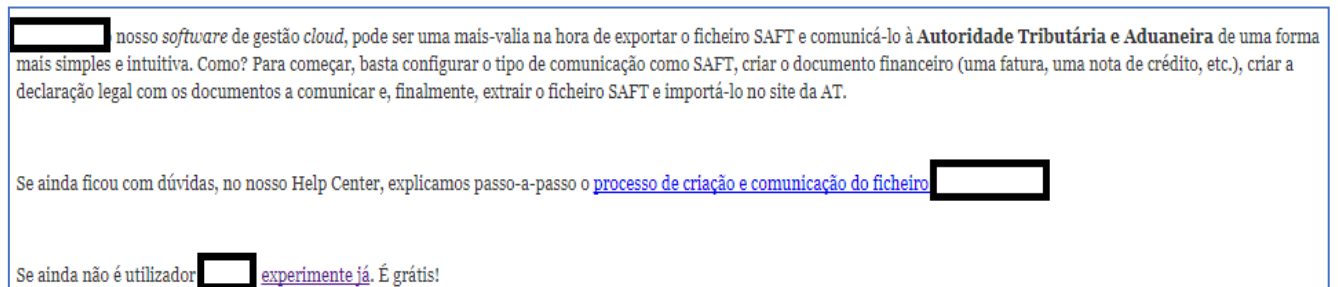 nosso software de gestão cloud, pode ser uma mais-valia na hora de exportar o ficheiro SAFT e comunicá-lo à Autoridade Tributária e Aduaneira de uma forma
mais simples e intuitiva. Como? Para começar, basta configurar o tipo de comunicação como SAFT, criar o documento financeiro (uma fatura, uma nota de crédito, etc.), criar a
declaração legal com os documentos a comunicar e, finalmente, extrair o ficheiro SAFT e importá-lo no site da AT.
Se ainda ficou com dúvidas, no nosso Help Center, explicamos passo-a-passo o processo de criação e comunicação do ficheiro
Se ainda não é utilizador experimente já. É grátis!